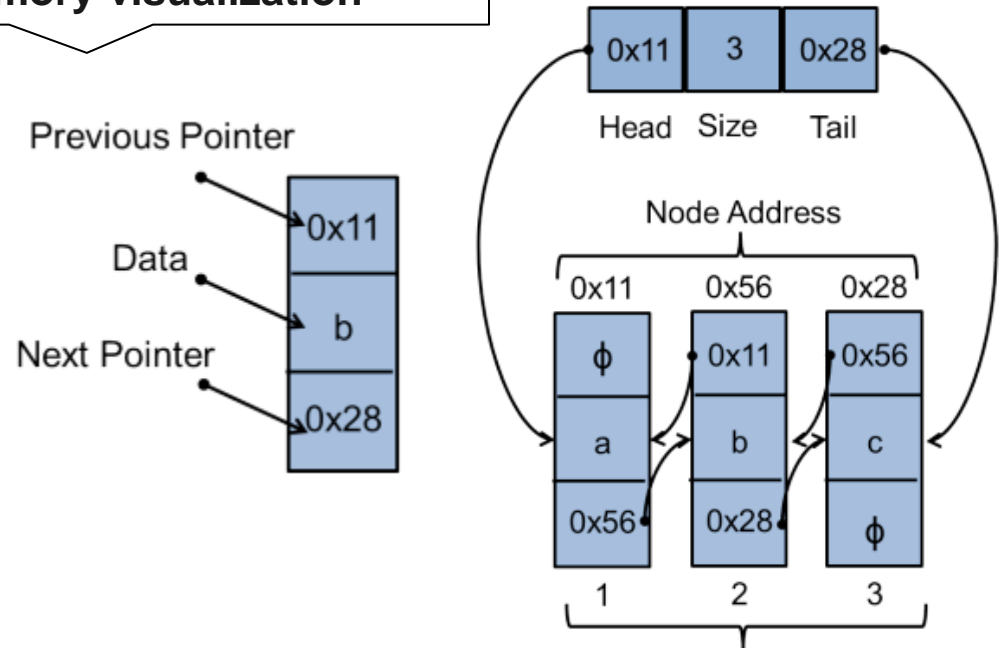 visualization
Previous Pointer
Data
Next Pointer
0x11
b
0x28
0x11 3 0x28
Head Size Tail
Node Address
0x11 0x56 0x28
ϕ 0x11 0x56
a b c
0x56 0x28 ϕ
1 2 3